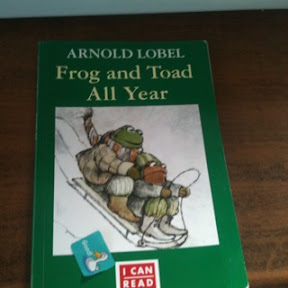 ARNOLD LOBEL
Frog and Toad
All Year
I CAN
READ